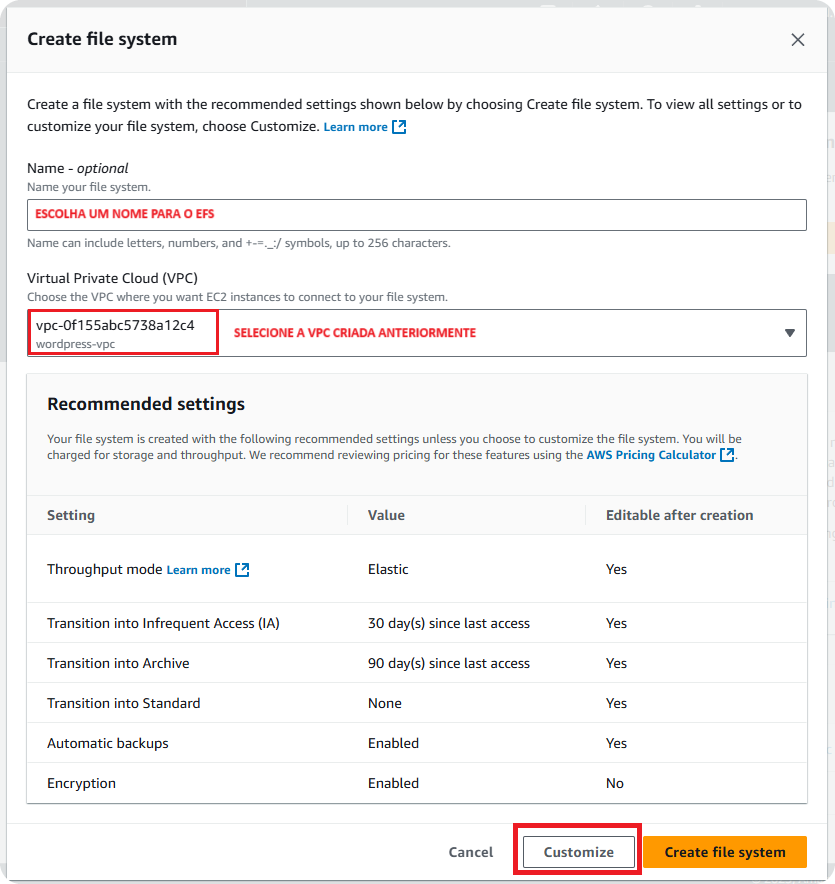 Create file system
Create a file system with the recommended settings shown below by choosing Create file system. To view all settings or to
customize your file system, choose Customize. Learn more
Name - optional
Name your file system.
ESCOLHA UM NOME PARA O EFS
Name can include letters, numbers, and +-=._:/ symbols, up to 256 characters.
Virtual Private Cloud (VPC)
Choose the VPC where you want EC2 instances to connect to your file system.
vpc-0f155abc5738a12c4
wordpress-vpc
SELECIONE A VPC CRIADA ANTERIORMENTE
Recommended settings
Your file system is created with the following recommended settings unless you choose to customize the file system. You will be
charged for storage and throughput. We recommend reviewing pricing for these features using the AWS Pricing Calculator.
Setting Value Editable after creation
Throughput mode Learn more Elastic Yes
Transition into Infrequent Access (IA) 30 day(s) since last access Yes
Transition into Archive 90 day(s) since last access Yes
Transition into Standard None Yes
Automatic backups Enabled Yes
Encryption Enabled No
Cancel Customize Create file system